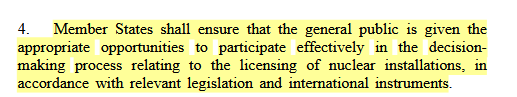 4. Member States shall ensure that the general public is given the
appropriate opportunities to participate effectively in the decision-
making process relating to the licensing of nuclear installations, in
accordance with relevant legislation and international instruments.